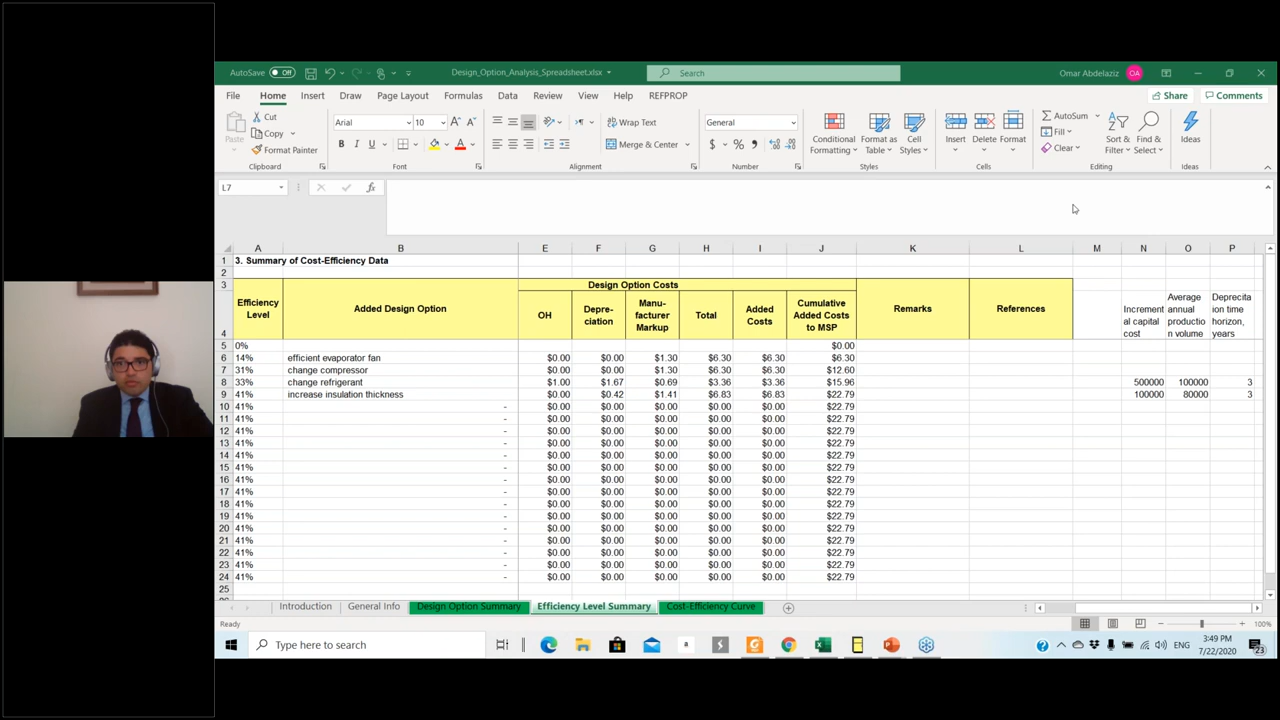 AutoSave Off Design_Option_Analysis_Spreadsheet.xlsx Search Omar Abdelaziz OA
File Home Insert Draw Page Layout Formulas Data Review View Help REFPROP Share Comments
Paste Cut Copy Format Painter Arial 10 Wrap Text Merge & Center General Conditional Formatting Format as Table Cell Styles Insert Delete Format AutoSum Fill Clear Sort & Filter Find & Select Ideas
Clipboard Font Alignment Number Styles Cells Editing Ideas
L7 fx
A B E F G H I J K L M N O P
1 3. Summary of Cost-Efficiency Data
2
3 Design Option Costs
4 Efficiency Level Added Design Option OH Depre-ciation Manu-facturer Markup Total Added Costs Cumulative Added Costs to MSP Remarks References Increment al capital cost Average annual productio n volume Deprecita ion time horizon, years
5 0% $0.00
6 14% efficient evaporator fan $0.00 $0.00 $1.30 $6.30 $6.30 $6.30
7 31% change compressor $0.00 $0.00 $1.30 $6.30 $6.30 $12.60
8 33% change refrigerant $1.00 $1.67 $0.69 $3.36 $3.36 $15.96 500000 100000 3
9 41% increase insulation thickness $0.00 $0.42 $1.41 $6.83 $6.83 $22.79 100000 80000 3
10 41% - $0.00 $0.00 $0.00 $0.00 $0.00 $22.79
11 41% - $0.00 $0.00 $0.00 $0.00 $0.00 $22.79
12 41% - $0.00 $0.00 $0.00 $0.00 $0.00 $22.79
13 41% - $0.00 $0.00 $0.00 $0.00 $0.00 $22.79
14 41% - $0.00 $0.00 $0.00 $0.00 $0.00 $22.79
15 41% - $0.00 $0.00 $0.00 $0.00 $0.00 $22.79
16 41% - $0.00 $0.00 $0.00 $0.00 $0.00 $22.79
17 41% - $0.00 $0.00 $0.00 $0.00 $0.00 $22.79
18 41% - $0.00 $0.00 $0.00 $0.00 $0.00 $22.79
19 41% - $0.00 $0.00 $0.00 $0.00 $0.00 $22.79
20 41% - $0.00 $0.00 $0.00 $0.00 $0.00 $22.79
21 41% - $0.00 $0.00 $0.00 $0.00 $0.00 $22.79
22 41% - $0.00 $0.00 $0.00 $0.00 $0.00 $22.79
23 41% - $0.00 $0.00 $0.00 $0.00 $0.00 $22.79
24 41% - $0.00 $0.00 $0.00 $0.00 $0.00 $22.79
25
Introduction General Info Design Option Summary Efficiency Level Summary Cost-Efficiency Curve
Ready 100%
Type here to search ENG 3:49 PM
7/22/2020 23